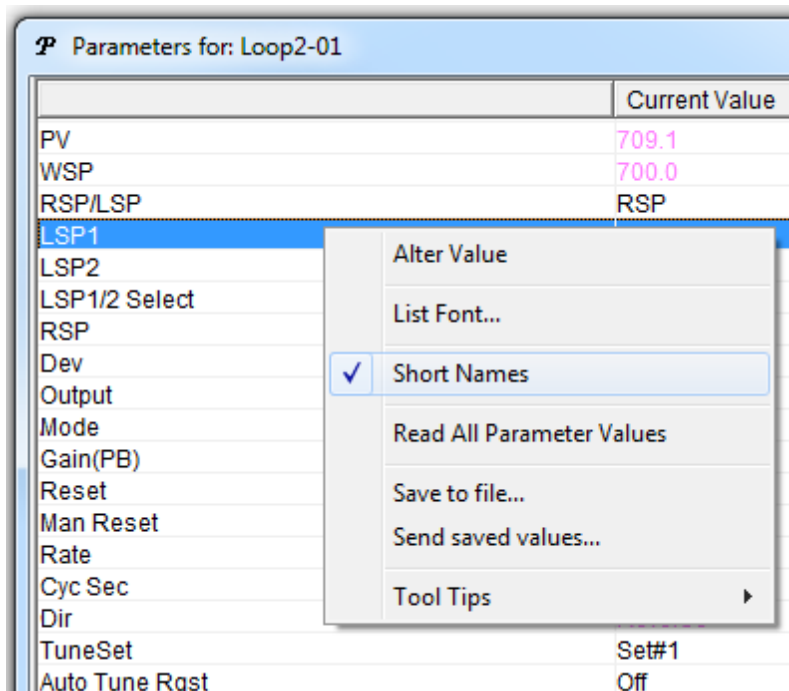 Parameters for: Loop2-01
Current Value
PV 709.1
WSP 700.0
RSP/LSP RSP
LSP1
LSP2
LSP1/2 Select
RSP
Dev
Output
Mode
Gain(PB)
Reset
Man Reset
Rate
Cyc Sec
Dir
TuneSet Set#1
Auto Tune Rqst Off
Alter Value
List Font...
Short Names
Read All Parameter Values
Save to file...
Send saved values...
Tool Tips